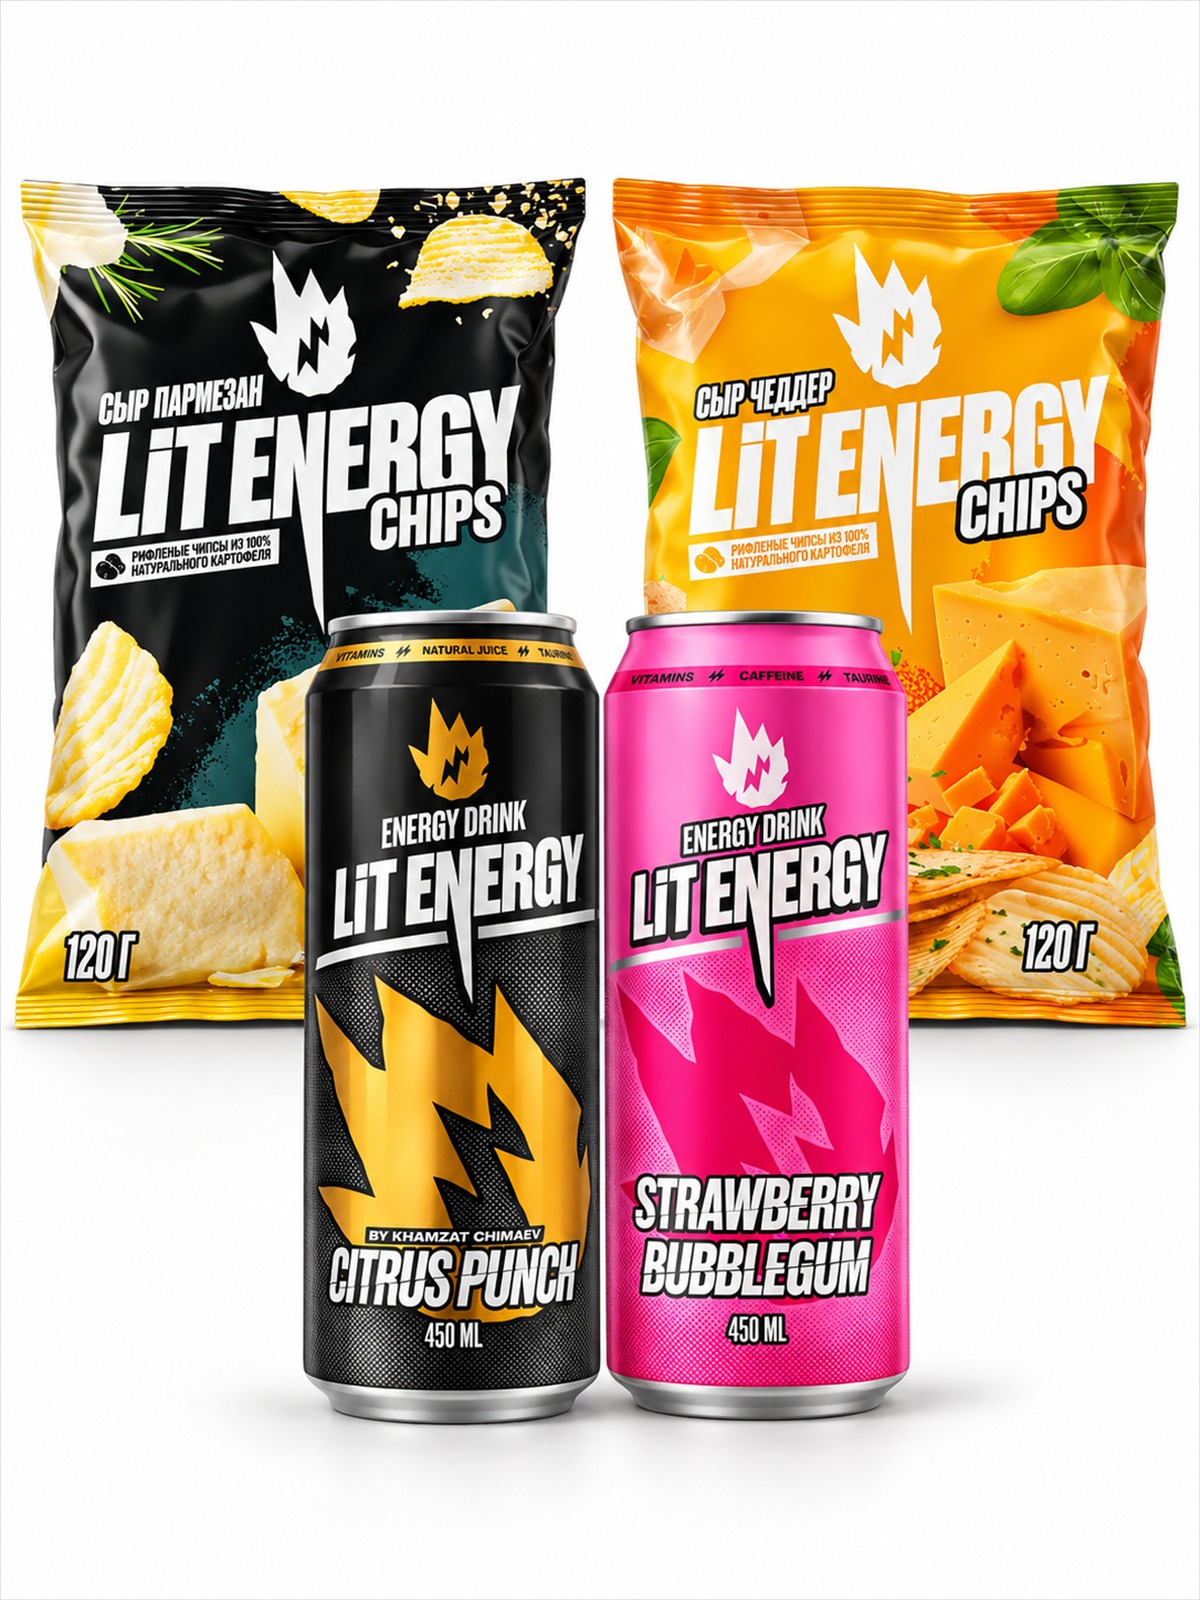 СЫР ПАРМЕЗАН
LIT ENERGY
CHIPS
РИФЛЕНЫЕ ЧИПСЫ ИЗ 100%
НАТУРАЛЬНОГО КАРТОФЕЛЯ
120 Г
СЫР ЧЕДДЕР
LIT ENERGY
CHIPS
РИФЛЕНЫЕ ЧИПСЫ ИЗ 100%
НАТУРАЛЬНОГО КАРТОФЕЛЯ
120 Г
VITAMINS NATURAL JUICE TAURINE
ENERGY DRINK
LIT ENERGY
BY KHAMZAT CHIMAEV
CITRUS PUNCH
450 ML
VITAMINS CAFFEINE TAURINE
ENERGY DRINK
LIT ENERGY
STRAWBERRY
BUBBLEGUM
450 ML